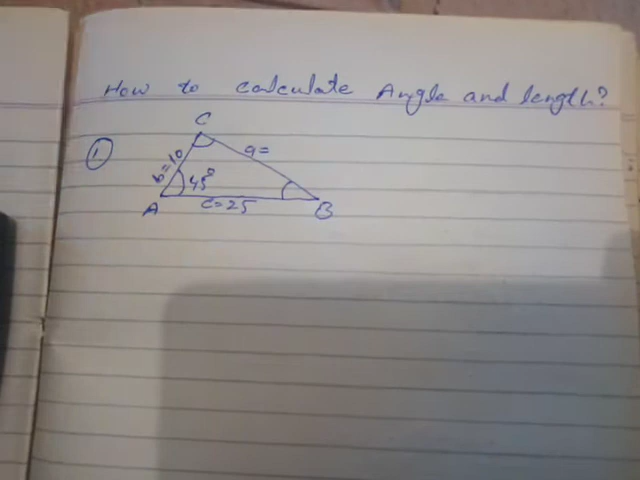 How to calculate Angle and length?
1.
C
b=10
a=
45°
A
c=25
B